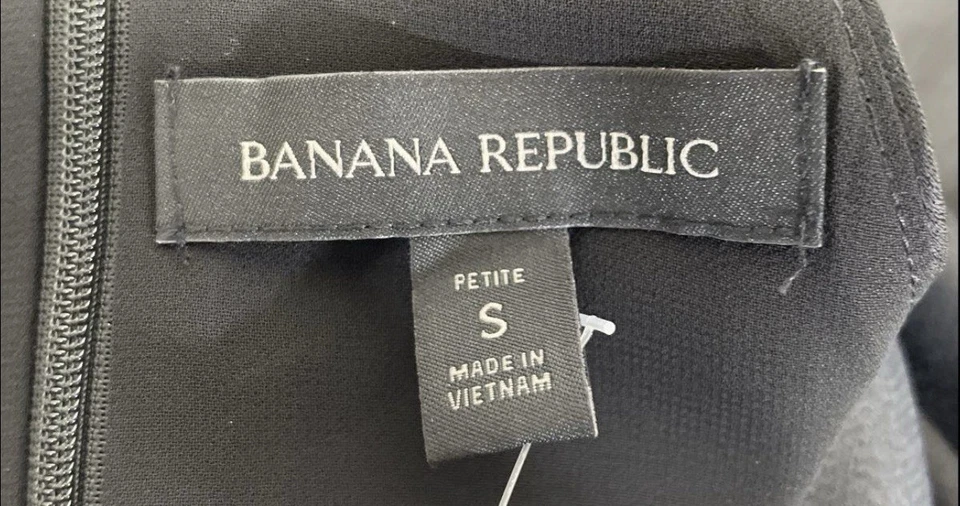 BANANA REPUBLIC
PETITE
S
MADE IN
VIETNAM